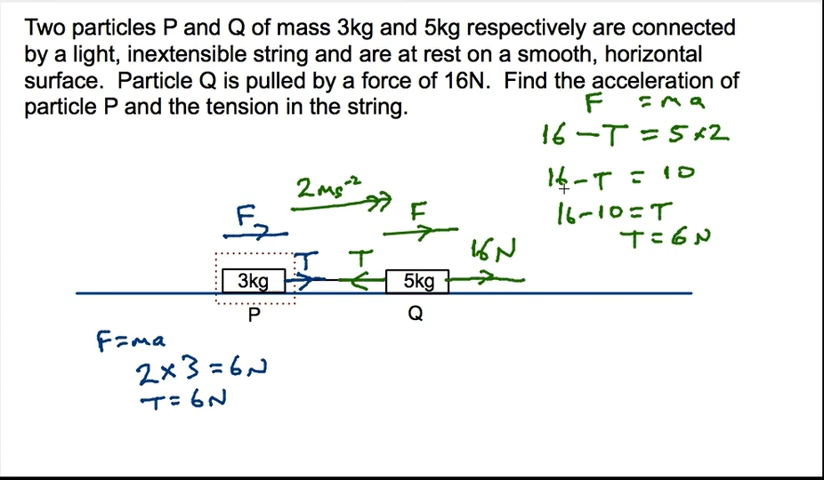 Two particles P and Q of mass 3kg and 5kg respectively are connected
by a light, inextensible string and are at rest on a smooth, horizontal
surface. Particle Q is pulled by a force of 16N. Find the acceleration of
particle P and the tension in the string.
F = ma
16 - T = 5 × 2
16 - T = 10
16 - 10 = T
T = 6N
2ms⁻²
F
F
16N
T
T
3kg
5kg
P
Q
F = ma
2 × 3 = 6N
T = 6N